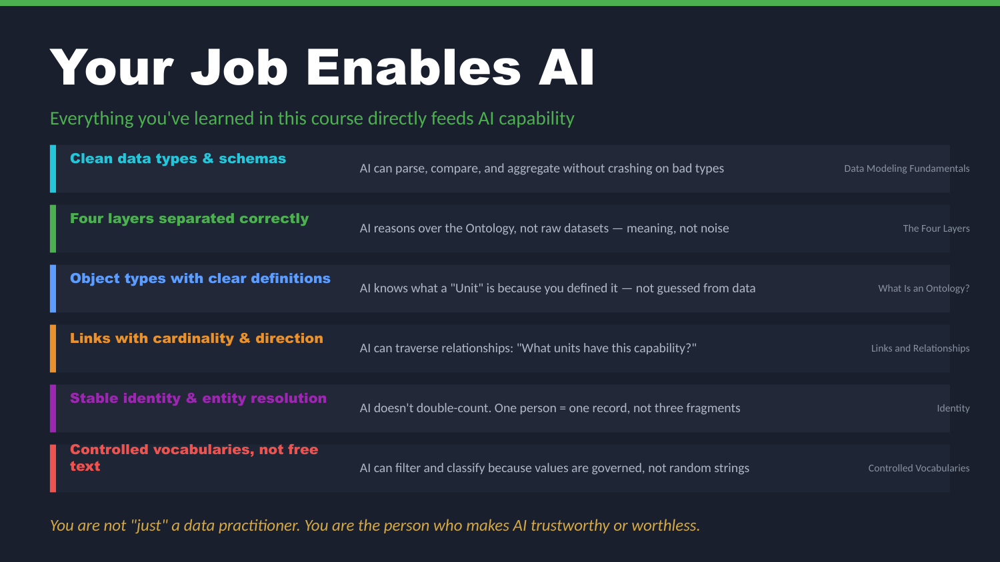 Your Job Enables AI
Everything you've learned in this course directly feeds AI capability
Clean data types & schemas
AI can parse, compare, and aggregate without crashing on bad types
Data Modeling Fundamentals
Four layers separated correctly
AI reasons over the Ontology, not raw datasets — meaning, not noise
The Four Layers
Object types with clear definitions
AI knows what a "Unit" is because you defined it — not guessed from data
What Is an Ontology?
Links with cardinality & direction
AI can traverse relationships: "What units have this capability?"
Links and Relationships
Stable identity & entity resolution
AI doesn't double-count. One person = one record, not three fragments
Identity
Controlled vocabularies, not free
text
AI can filter and classify because values are governed, not random strings
Controlled Vocabularies
You are not "just" a data practitioner. You are the person who makes AI trustworthy or worthless.